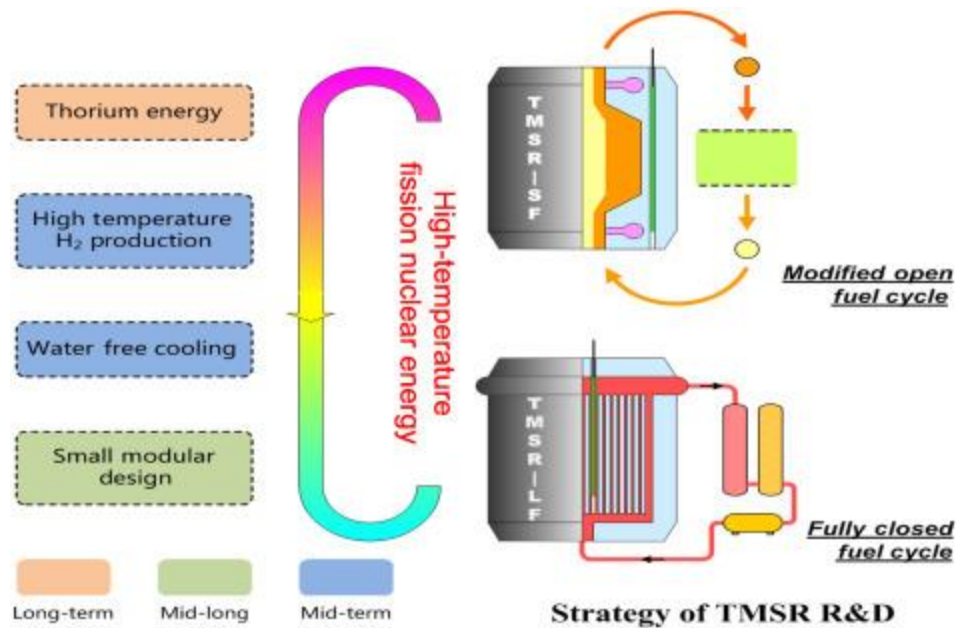 Thorium energy
High temperature
H₂ production
Water free cooling
Small modular
design
Long-term
Mid-long
Mid-term
High-temperature
fission nuclear energy
TMSR|SF
Modified open
fuel cycle
TMSR|LF
Fully closed
fuel cycle
Strategy of TMSR R&D